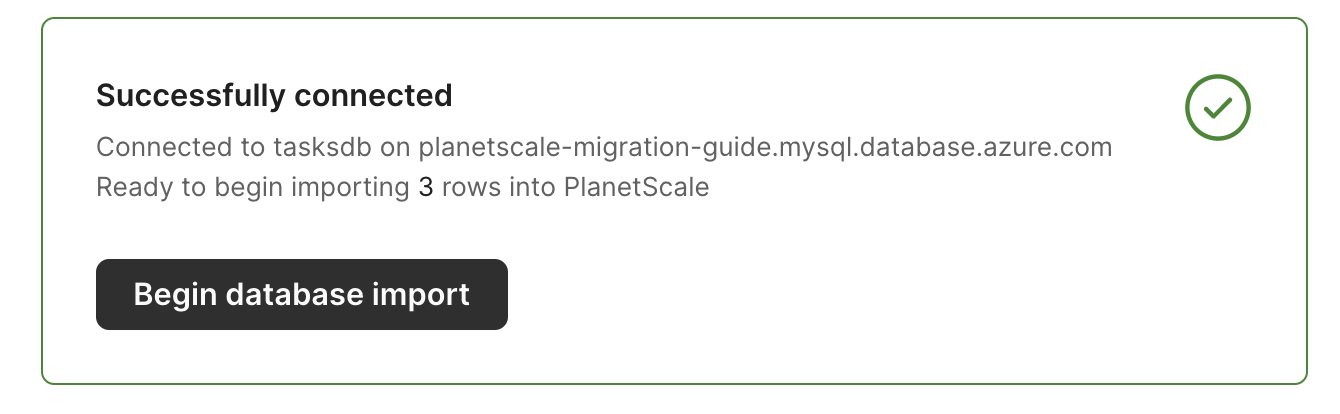 Successfully connected
Connected to tasksdb on planetscale-migration-guide.mysql.database.azure.com
Ready to begin importing 3 rows into PlanetScale
Begin database import